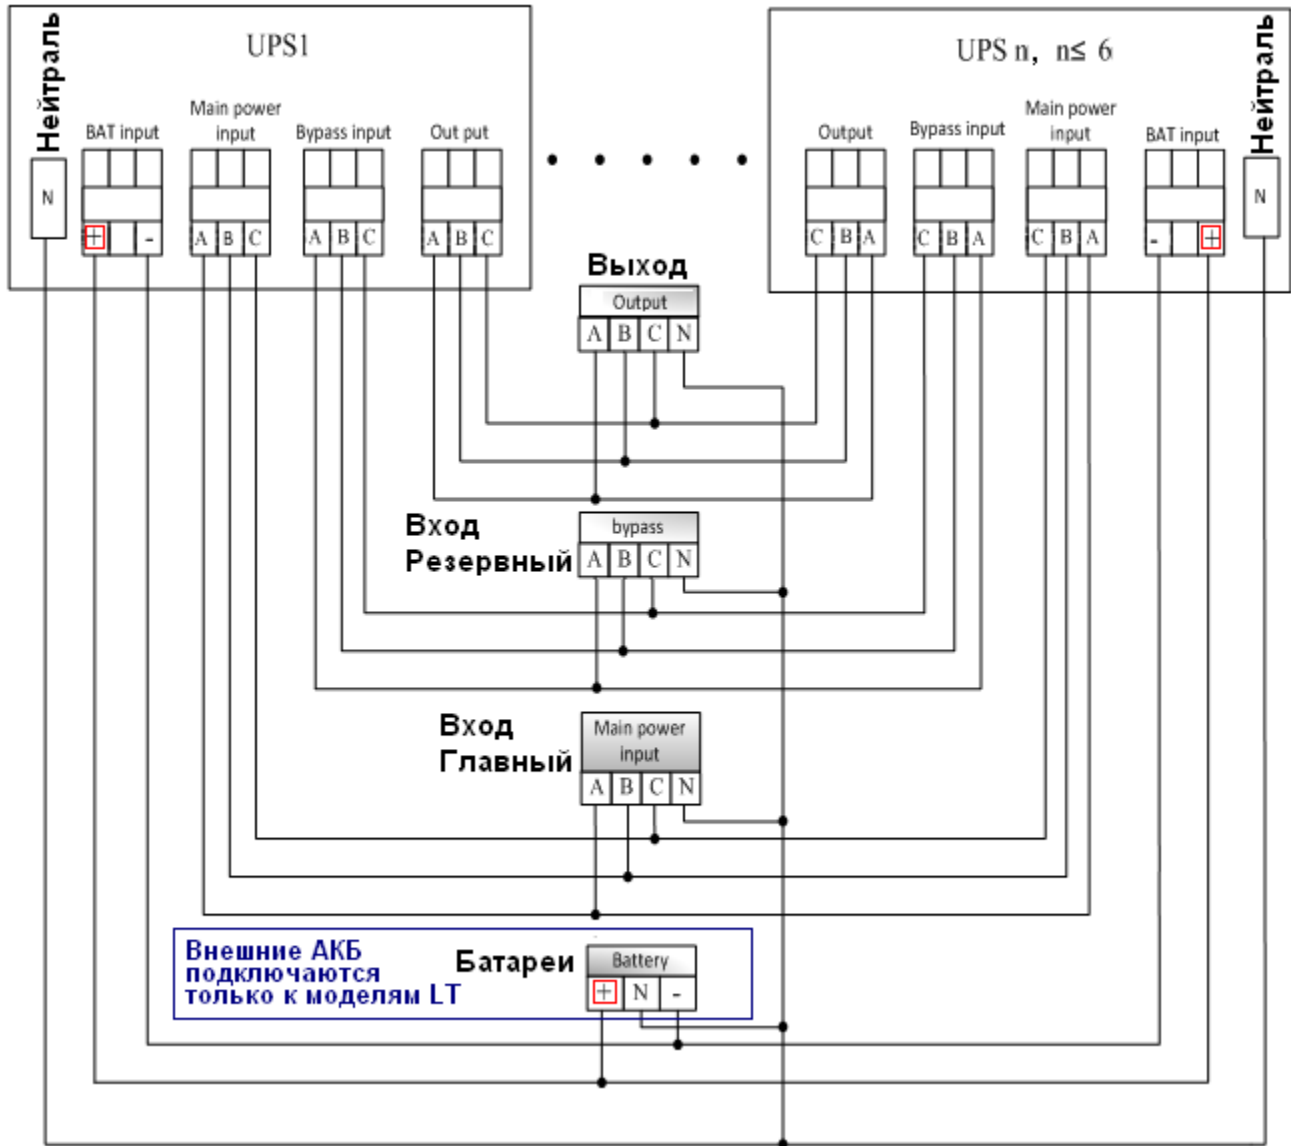 UPS1
UPS n, n≤ 6
Нейтраль
Нейтраль
BAT input
Main power
input
Bypass input
Out put
Output
Bypass input
Main power
input
BAT input
N
+ -
A B C
A B C
A B C
C B A
C B A
C B A
- +
N
Выход
Output
A B C N
Вход
Резервный
bypass
A B C N
Вход
Главный
Main power
input
A B C N
Внешние АКБ
подключаются
только к моделям LT
Батареи
Battery
+ N -